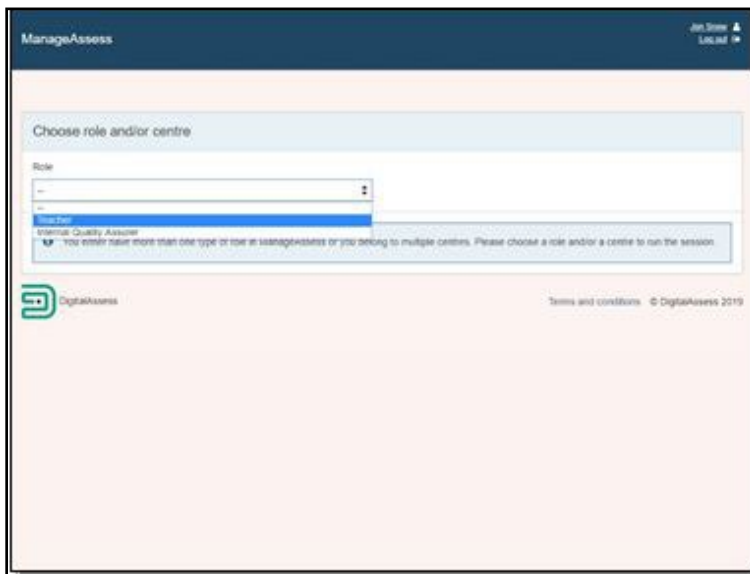 ManageAssess
Jon Snow
Log out
Choose role and/or centre
Role
--
--
Teacher
Internal Quality Assurer
You either have more than one type of role in ManageAssess or you belong to multiple centres. Please choose a role and/or a centre to run the session.
DigitalAssess
Terms and conditions © DigitalAssess 2019